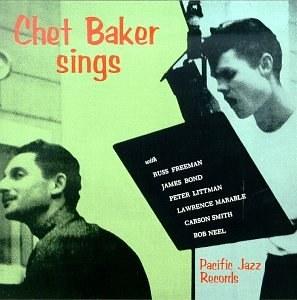 Chet Baker
sings
with
RUSS FREEMAN
JAMES BOND
PETER LITTMAN
LAWRENCE MARABLE
CARSON SMITH
BOB NEEL
Pacific Jazz
Records